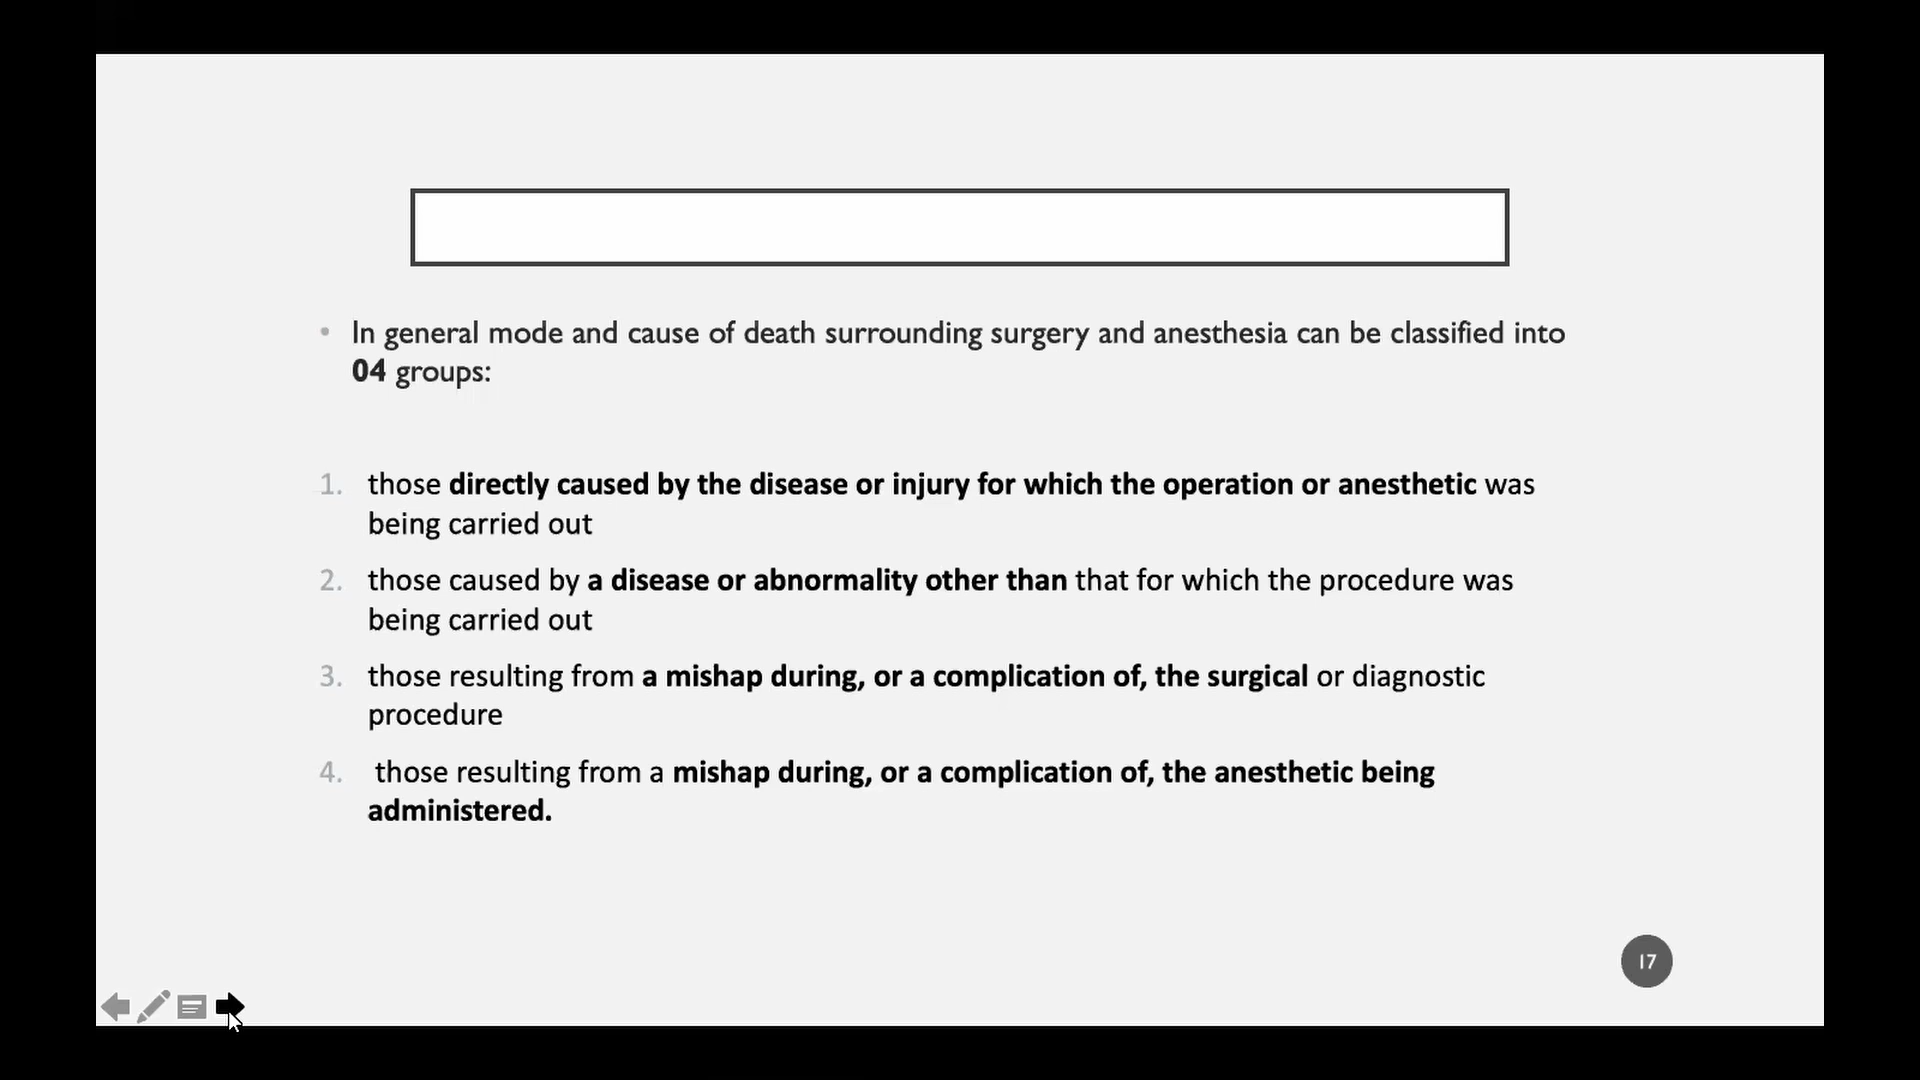 • In general mode and cause of death surrounding surgery and anesthesia can be classified into
04 groups:
1. those directly caused by the disease or injury for which the operation or anesthetic was
being carried out
2. those caused by a disease or abnormality other than that for which the procedure was
being carried out
3. those resulting from a mishap during, or a complication of, the surgical or diagnostic
procedure
4. those resulting from a mishap during, or a complication of, the anesthetic being
administered.
17